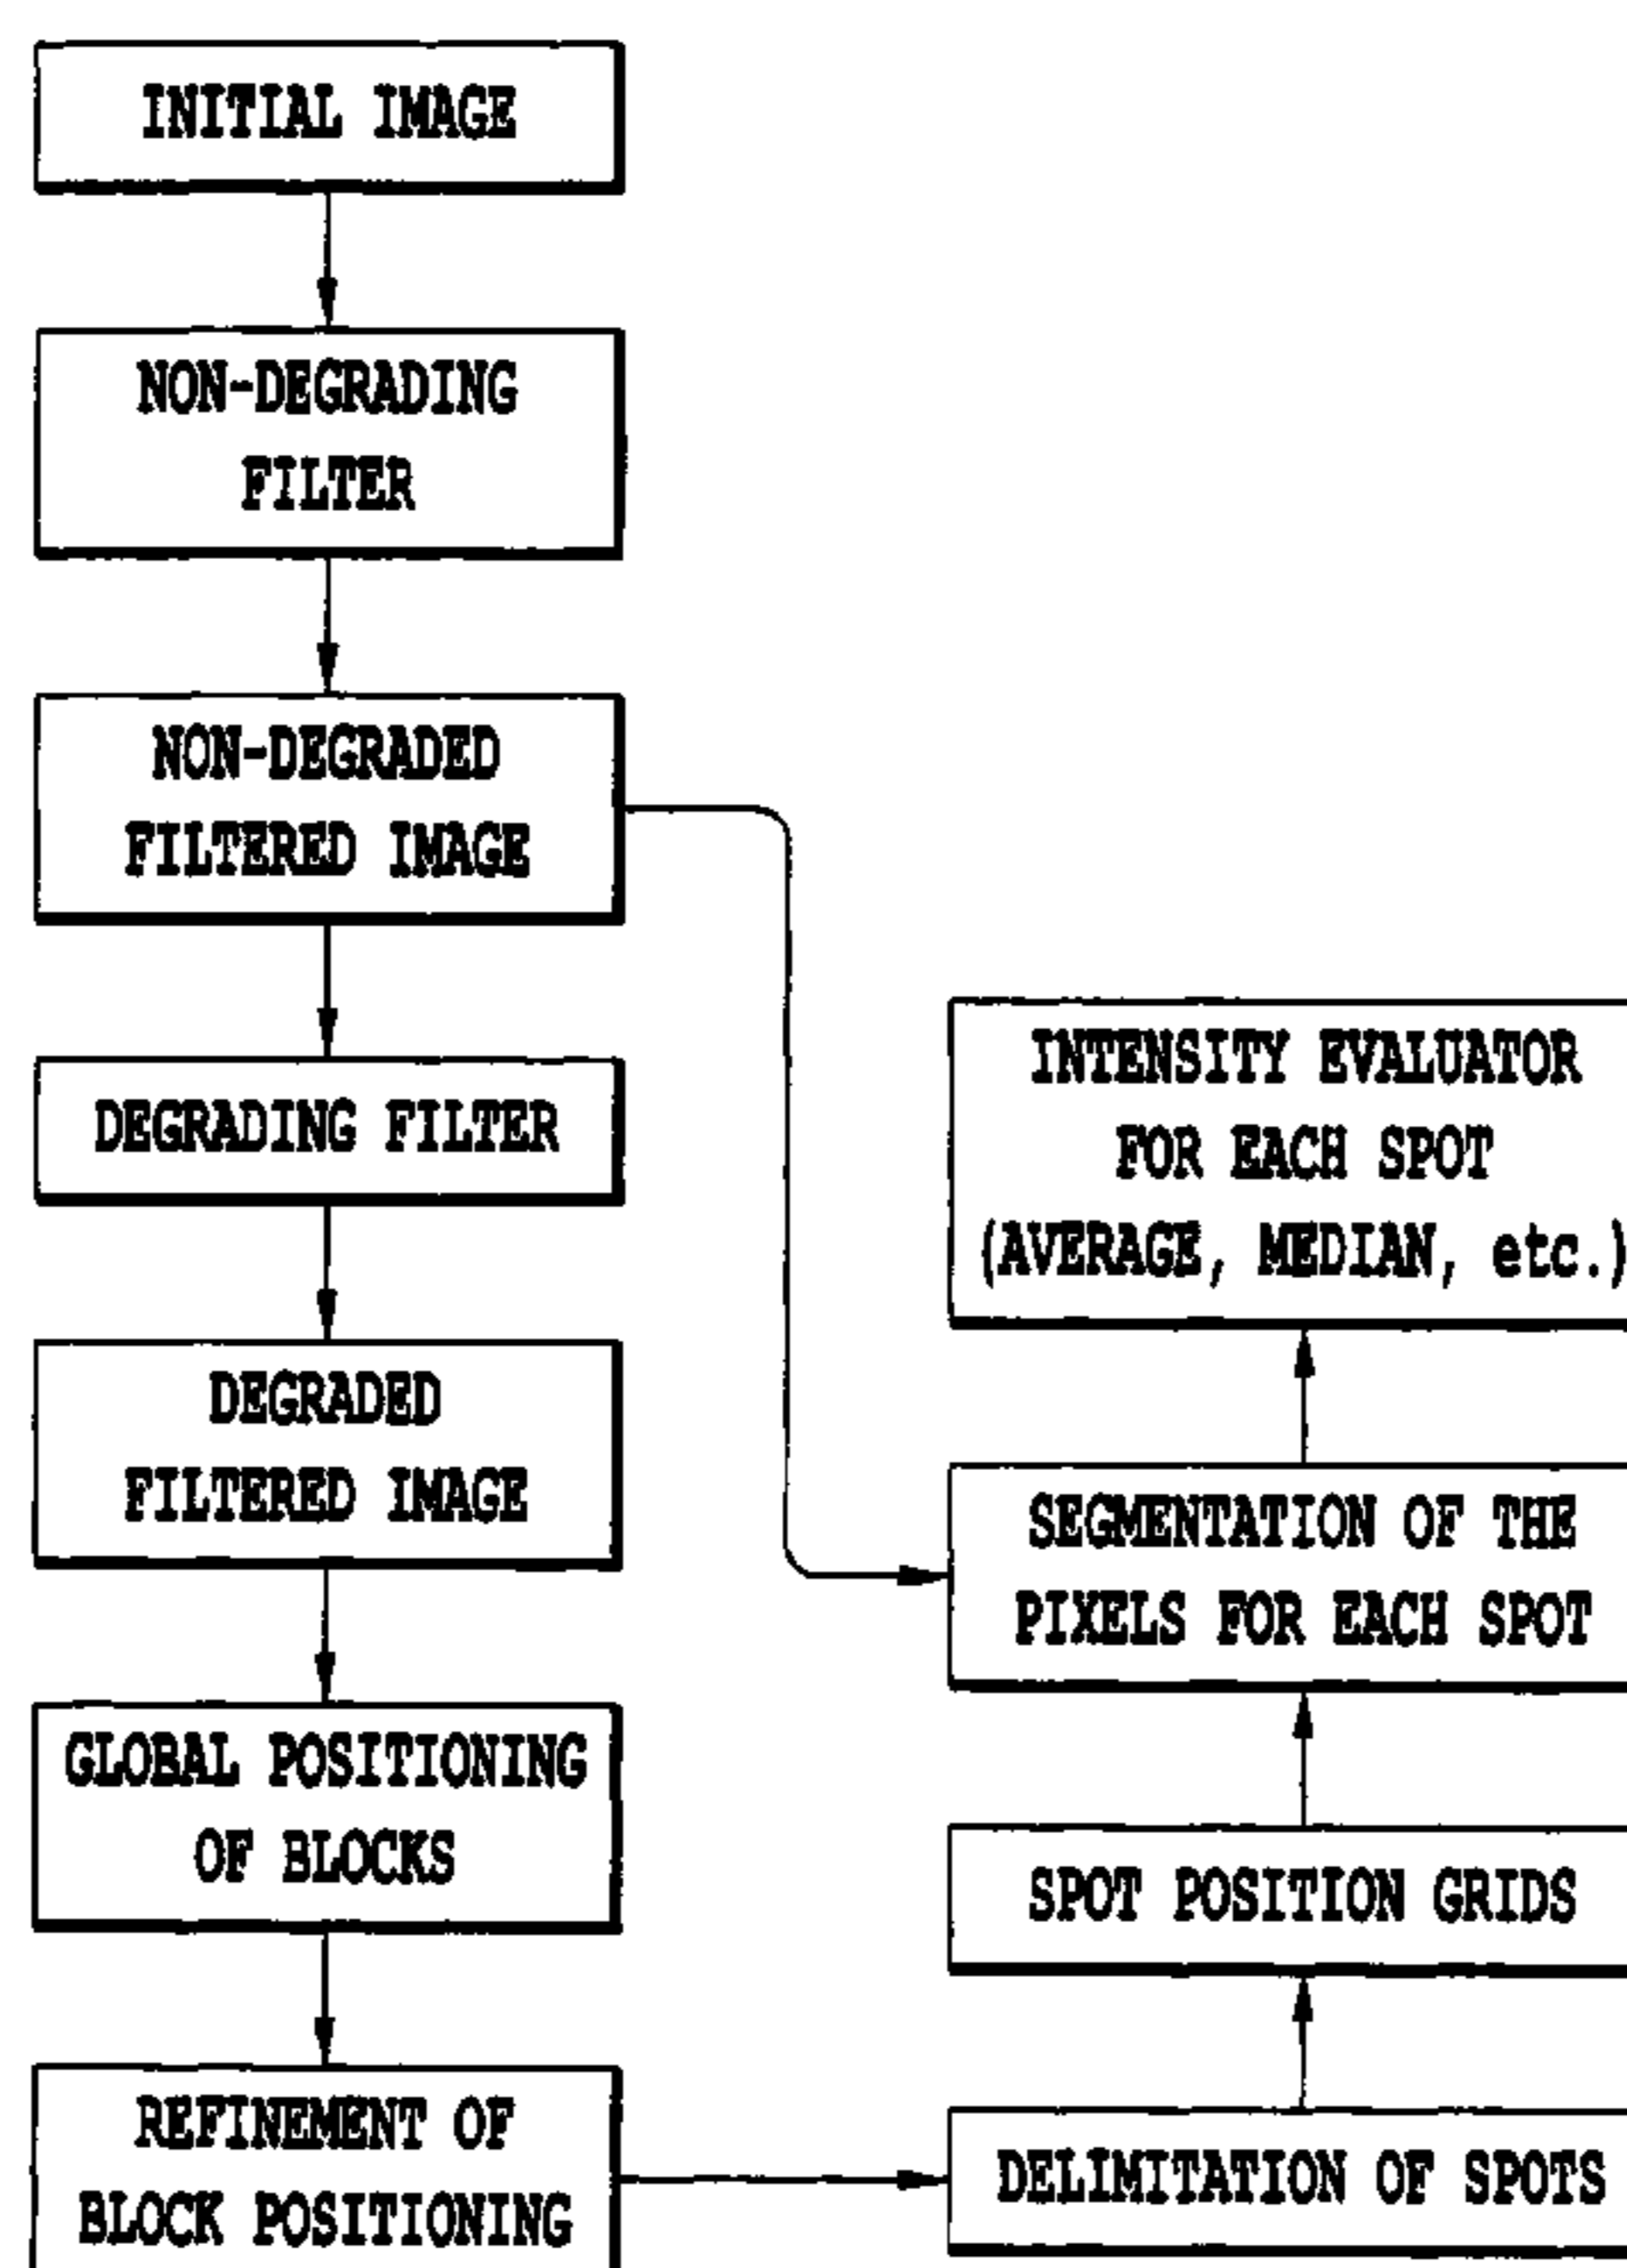 INITIAL IMAGE
NON-DEGRADING
FILTER
NON-DEGRADED
FILTERED IMAGE
DEGRADING FILTER
DEGRADED
FILTERED IMAGE
GLOBAL POSITIONING
OF BLOCKS
REFINEMENT OF
BLOCK POSITIONING
INTENSITY EVALUATOR
FOR EACH SPOT
(AVERAGE, MEDIAN, etc.)
SEGMENTATION OF THE
PIXELS FOR EACH SPOT
SPOT POSITION GRIDS
DELIMITATION OF SPOTS